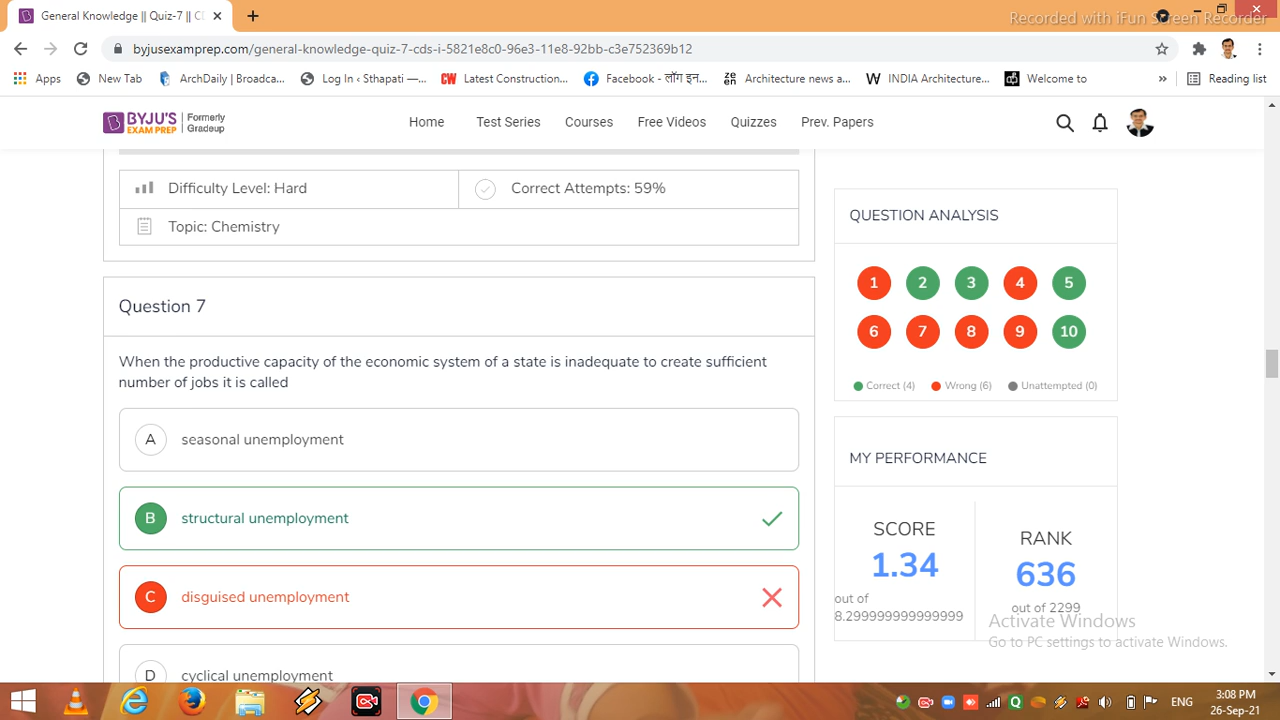 General Knowledge || Quiz-7 || C
Recorded with iFun Screen Recorder
byjusexamprep.com/general-knowledge-quiz-7-cds-i-5821e8c0-96e3-11e8-92bb-c3e752369b12
Apps New Tab ArchDaily | Broadca... Log In ‹ Sthapati —... CW Latest Construction... Facebook - लॉग इन... Architecture news a... W INDIA Architecture... Welcome to » Reading list
BYJU'S EXAM PREP Formerly Gradeup Home Test Series Courses Free Videos Quizzes Prev. Papers
Difficulty Level: Hard Correct Attempts: 59%
Topic: Chemistry
Question 7
When the productive capacity of the economic system of a state is inadequate to create sufficient
number of jobs it is called
A seasonal unemployment
B structural unemployment
C disguised unemployment
D cyclical unemployment
QUESTION ANALYSIS
1 2 3 4 5
6 7 8 9 10
Correct (4) Wrong (6) Unattempted (0)
MY PERFORMANCE
SCORE
1.34
out of
8.299999999999999
RANK
636
out of 2299
Activate Windows
Go to PC settings to activate Windows.
ENG
3:08 PM
26-Sep-21